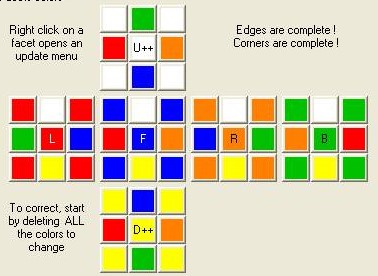 Right click on a
facet opens an
update menu
Edges are complete !
Corners are complete !
U++
L
F
R
B
To correct, start
by deleting ALL
the colors to
change
D++